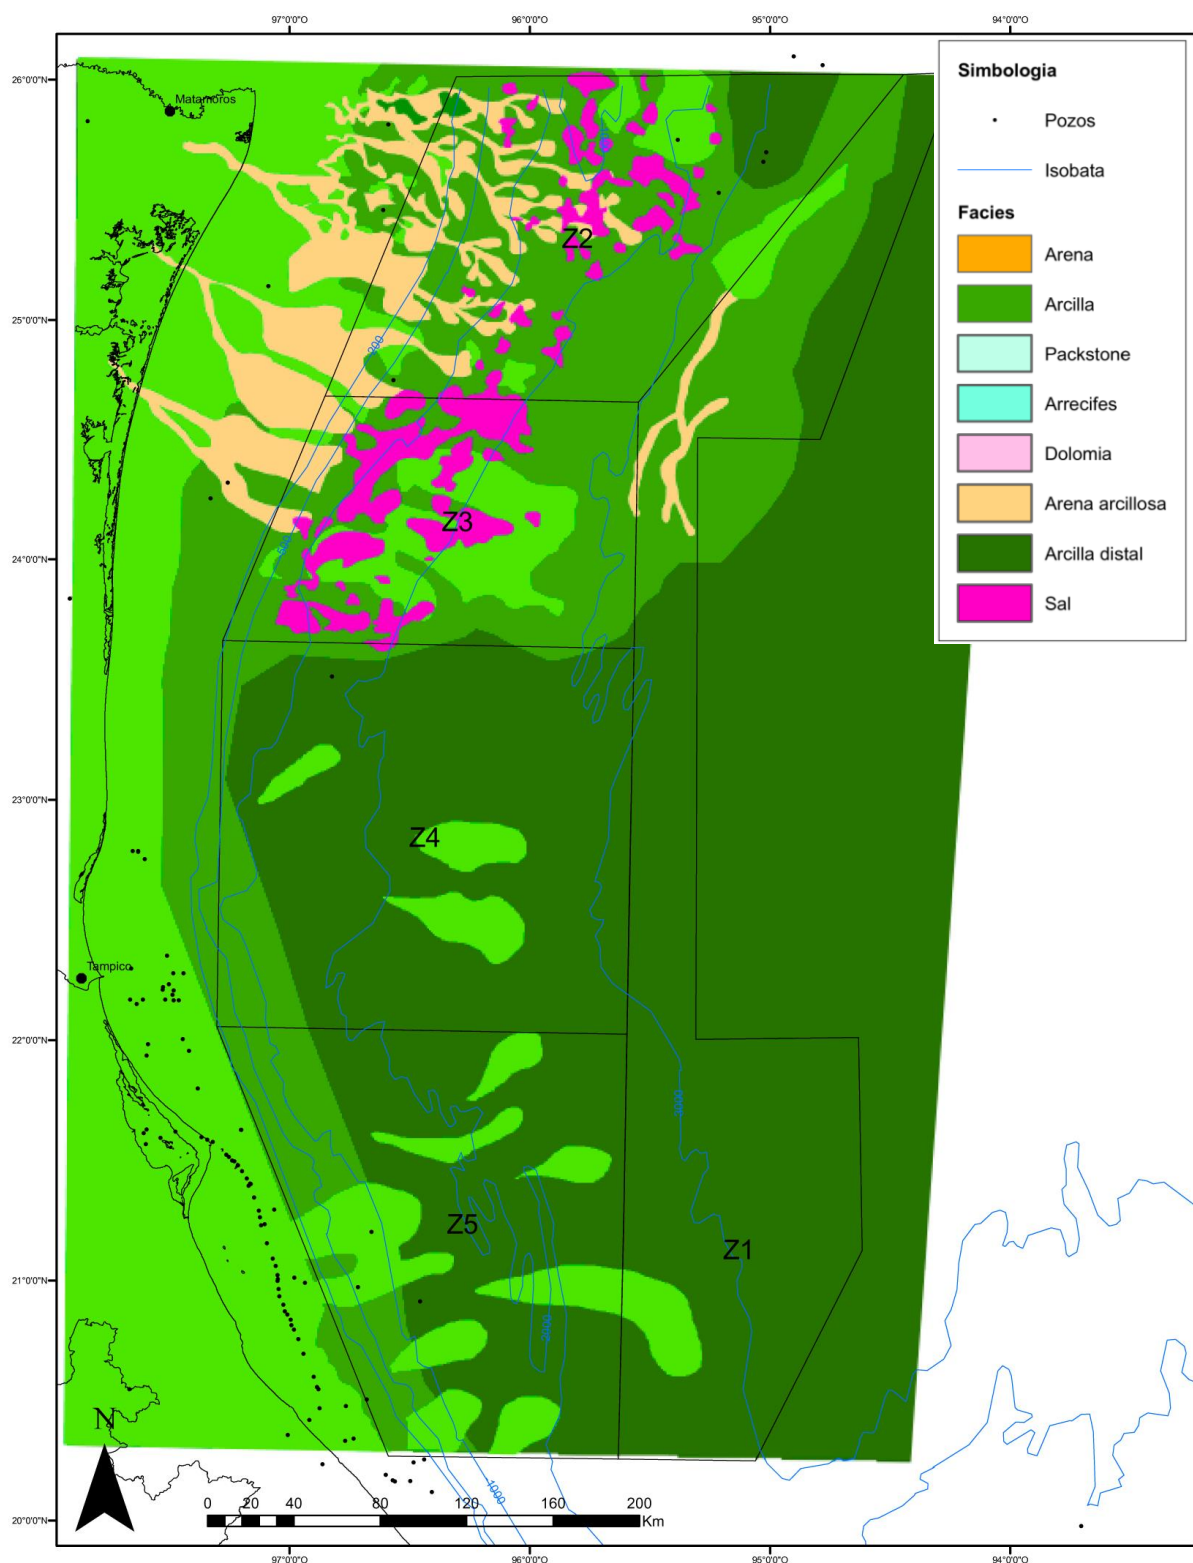 97°0'0"O
96°0'0"O
95°0'0"O
94°0'0"O
26°0'0"N
25°0'0"N
24°0'0"N
23°0'0"N
22°0'0"N
21°0'0"N
20°0'0"N
Simbologia
Pozos
Isobata
Facies
Arena
Arcilla
Packstone
Arrecifes
Dolomia
Arena arcillosa
Arcilla distal
Sal
Matamoros
Z2
200
Z3
Z4
Tampico
3000
Z5
Z1
2000
1000
N
0 20 40 80 120 160 200
Km
97°0'0"O
96°0'0"O
95°0'0"O
94°0'0"O